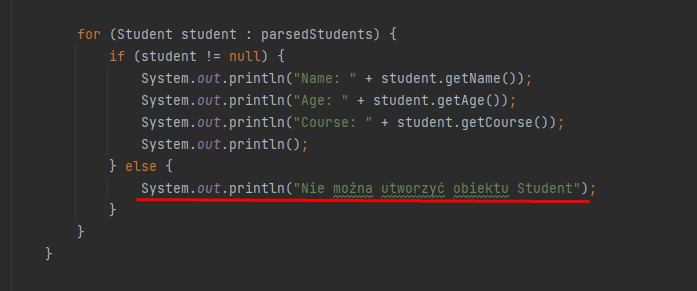 for (Student student : parsedStudents) {
if (student != null) {
System.out.println("Name: " + student.getName());
System.out.println("Age: " + student.getAge());
System.out.println("Course: " + student.getCourse());
System.out.println();
} else {
System.out.println("Nie można utworzyć obiektu Student");
}
}
}